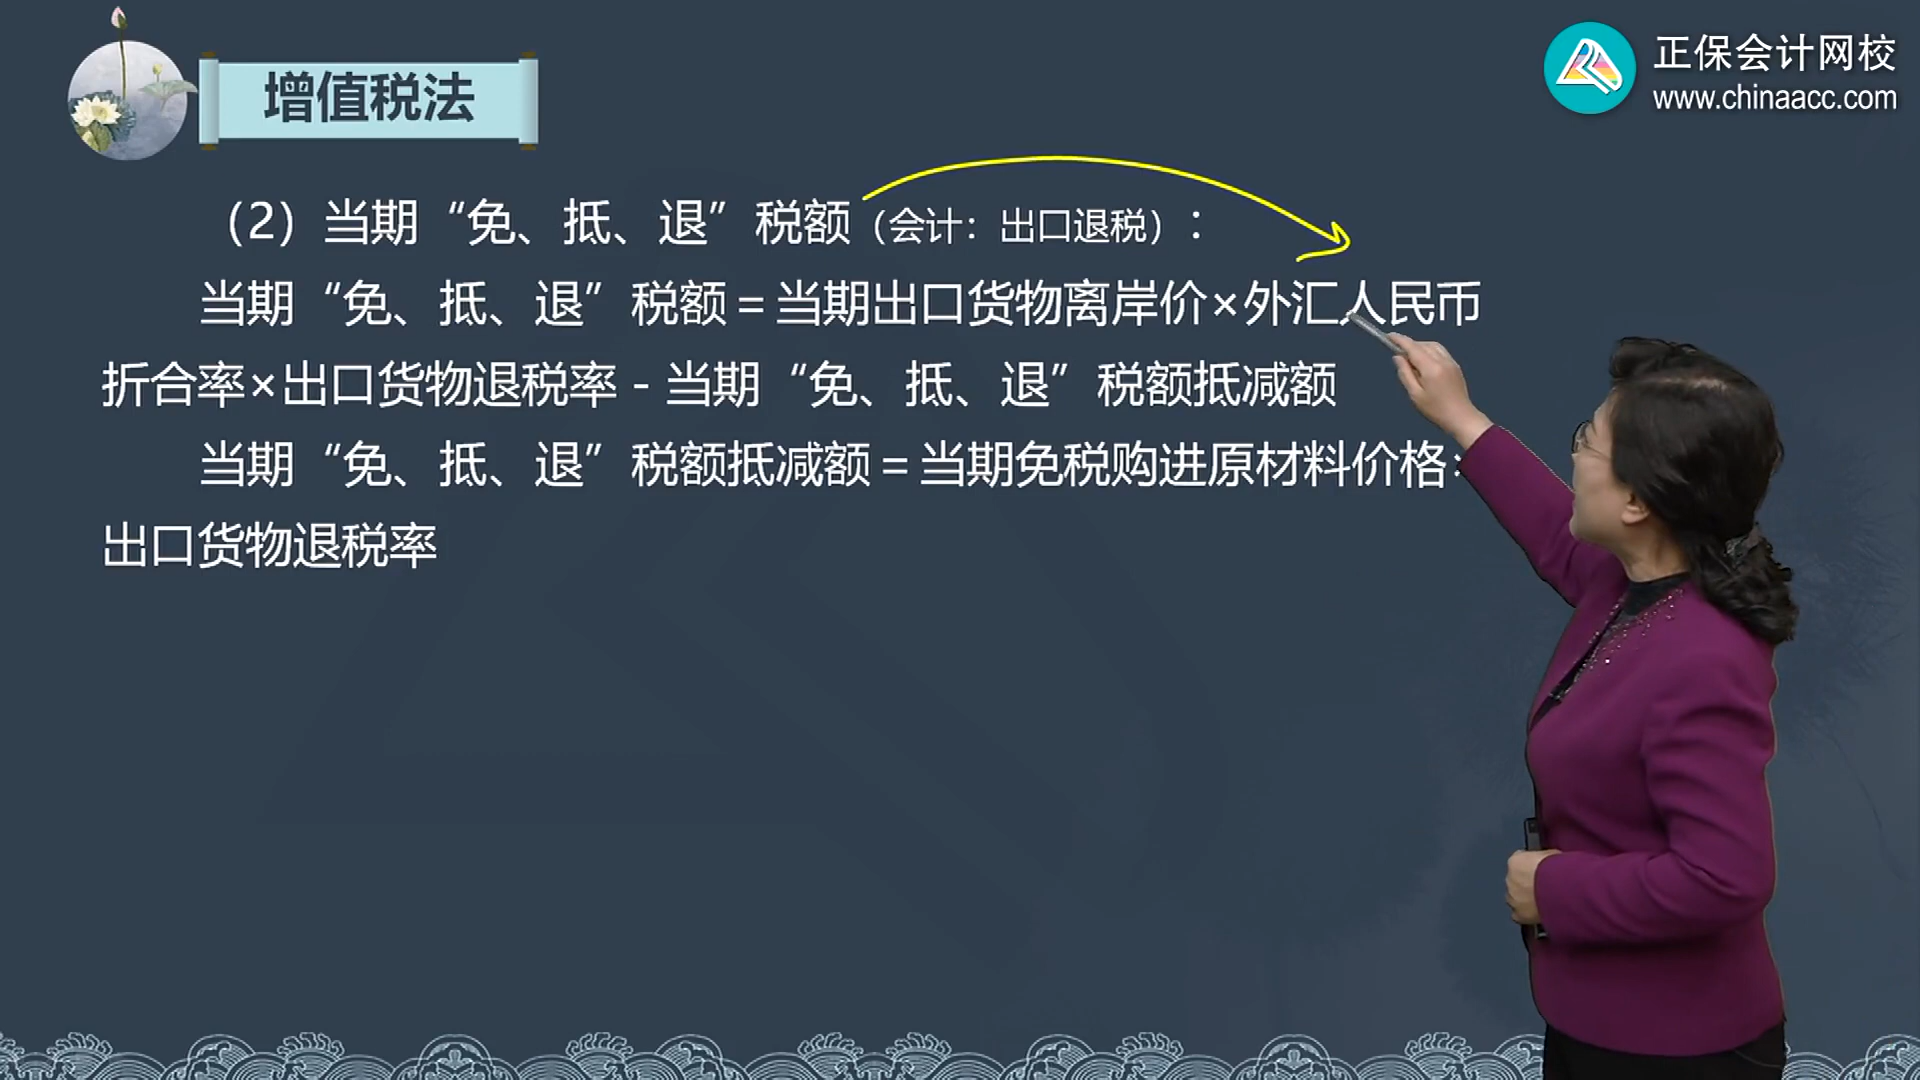 增值税法
正保会计网校
www.chinaacc.com
（2）当期“免、抵、退”税额（会计：出口退税）：
当期“免、抵、退”税额＝当期出口货物离岸价×外汇人民币
折合率×出口货物退税率－当期“免、抵、退”税额抵减额
当期“免、抵、退”税额抵减额＝当期免税购进原材料价格
出口货物退税率